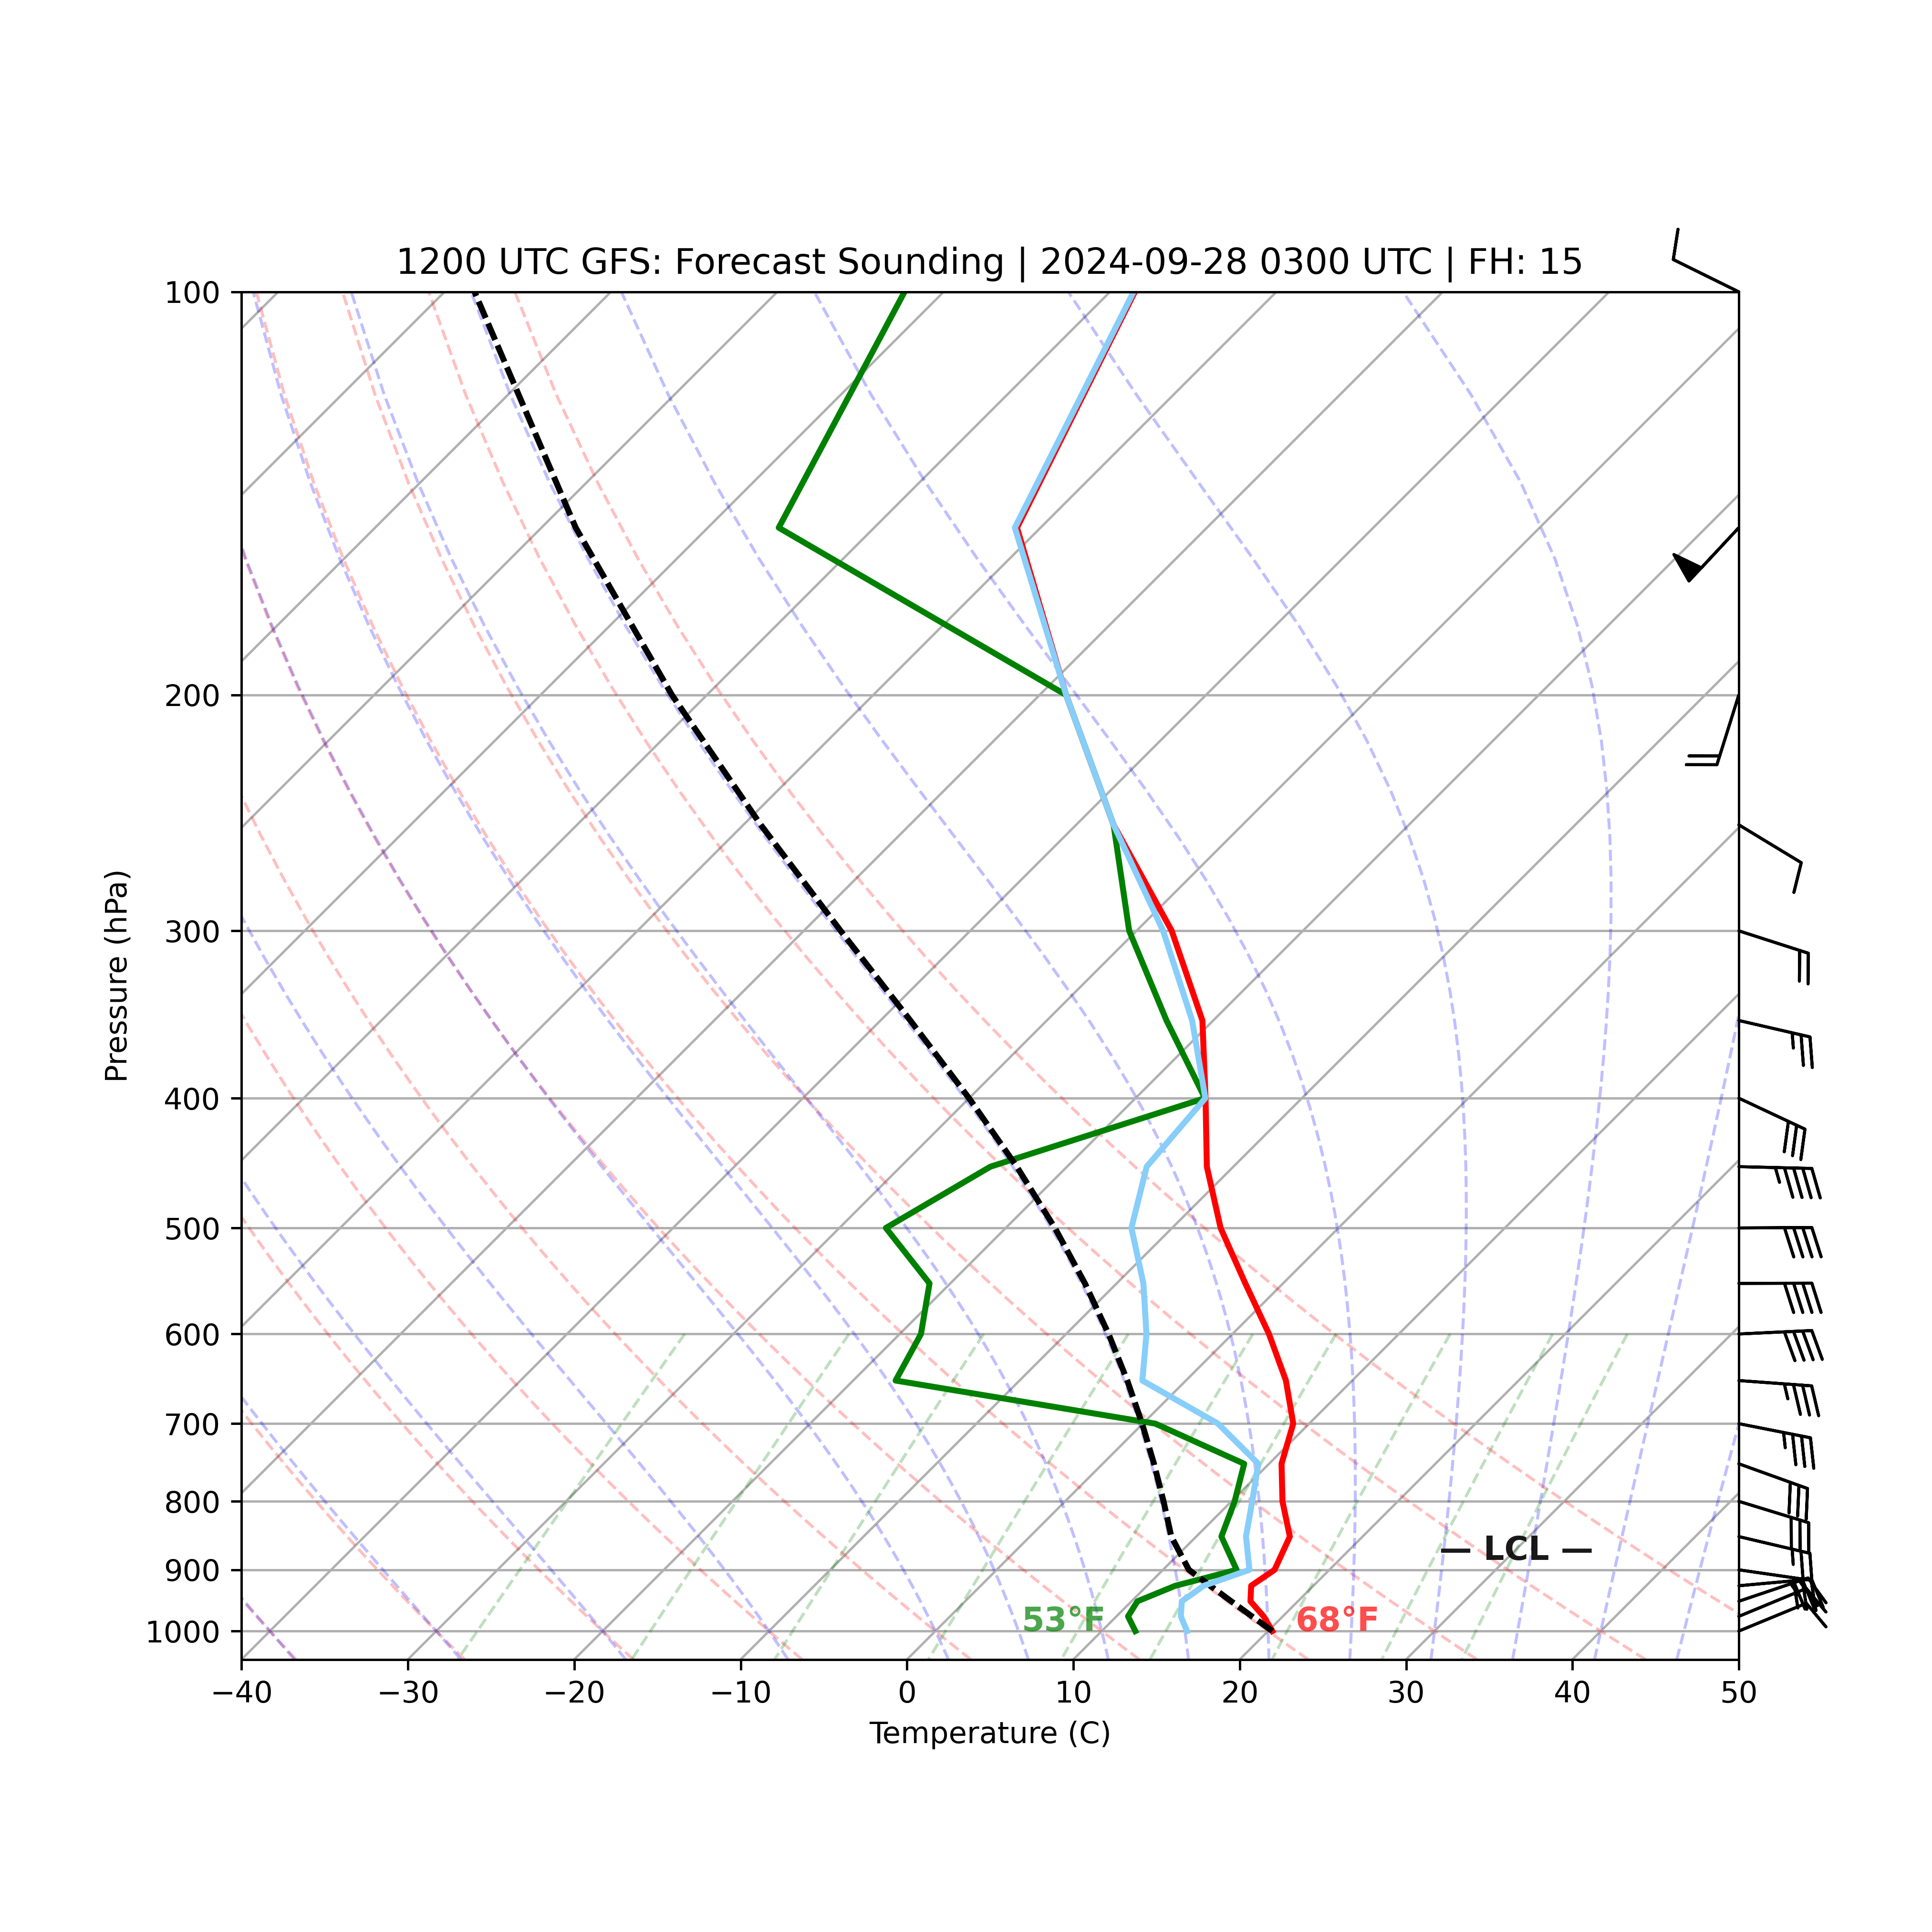 1200 UTC GFS: Forecast Sounding | 2024-09-28 0300 UTC | FH: 15
100
200
300
400
500
600
700
800
900
1000
Pressure (hPa)
— LCL —
53°F
68°F
−40 −30 −20 −10 0 10 20 30 40 50
Temperature (C)